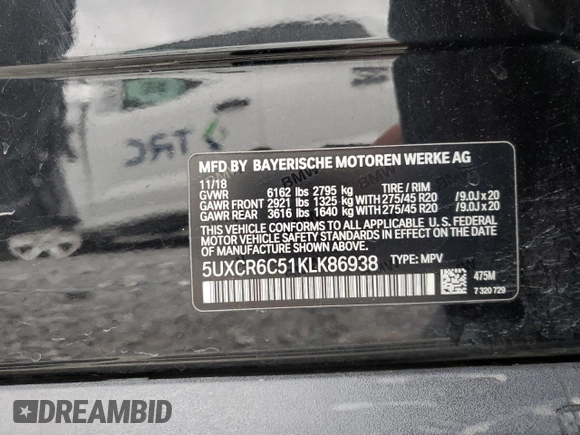 JRC
MFD BY BAYERISCHE MOTOREN WERKE AG
11/18
GVWR 6162 lbs 2795 kg TIRE / RIM
GAWR FRONT 2921 lbs 1325 kg WITH 275/45 R20 /9.0J x 20
GAWR REAR 3616 lbs 1640 kg WITH 275/45 R20 /9.0J x 20
THIS VEHICLE CONFORMS TO ALL APPLICABLE U. S. FEDERAL
MOTOR VEHICLE SAFETY STANDARDS IN EFFECT ON THE DATE
OF MANUFACTURE SHOWN ABOVE.
5UXCR6C51KLK86938 TYPE: MPV
475M
7 320 729
DREAMBID